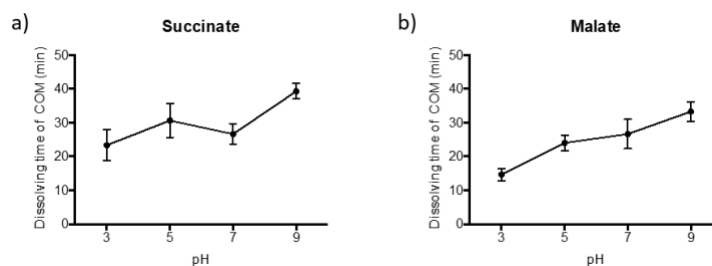 a)
Succinate
Dissolving time of COM (min)
50
40
30
20
10
0
3 5 7 9
pH
b)
Malate
Dissolving time of COM (min)
50
40
30
20
10
0
3 5 7 9
pH